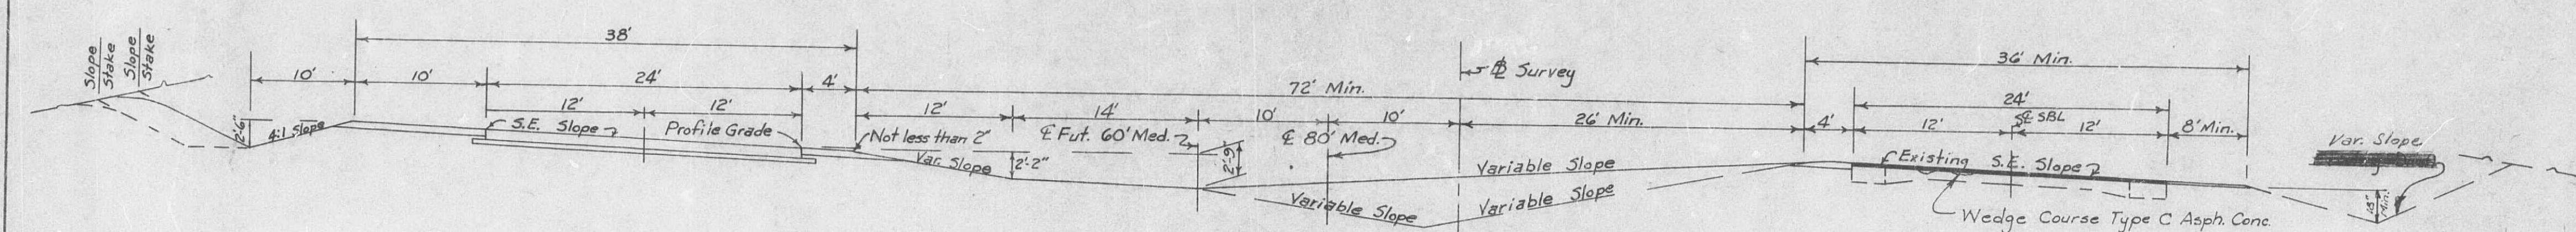 Slope
Stake
Slope
Stake
10'
38'
10'
24'
4'
12'
12'
2'-6"
4:1 Slope
S.E. Slope
Profile Grade
72' Min.
12'
14'
10'
10'
26' Min.
Not less than 2'
Var. Slope
2'-2"
℄ Fut. 60' Med.
2'-9"
℄ 80' Med.
Survey
Variable Slope
Variable Slope
Variable Slope
36' Min.
24'
℄ SBL
4'
12'
12'
8' Min.
Existing S.E. Slope
Wedge Course Type C Asph. Conc.
Var. Slope
18" Min.